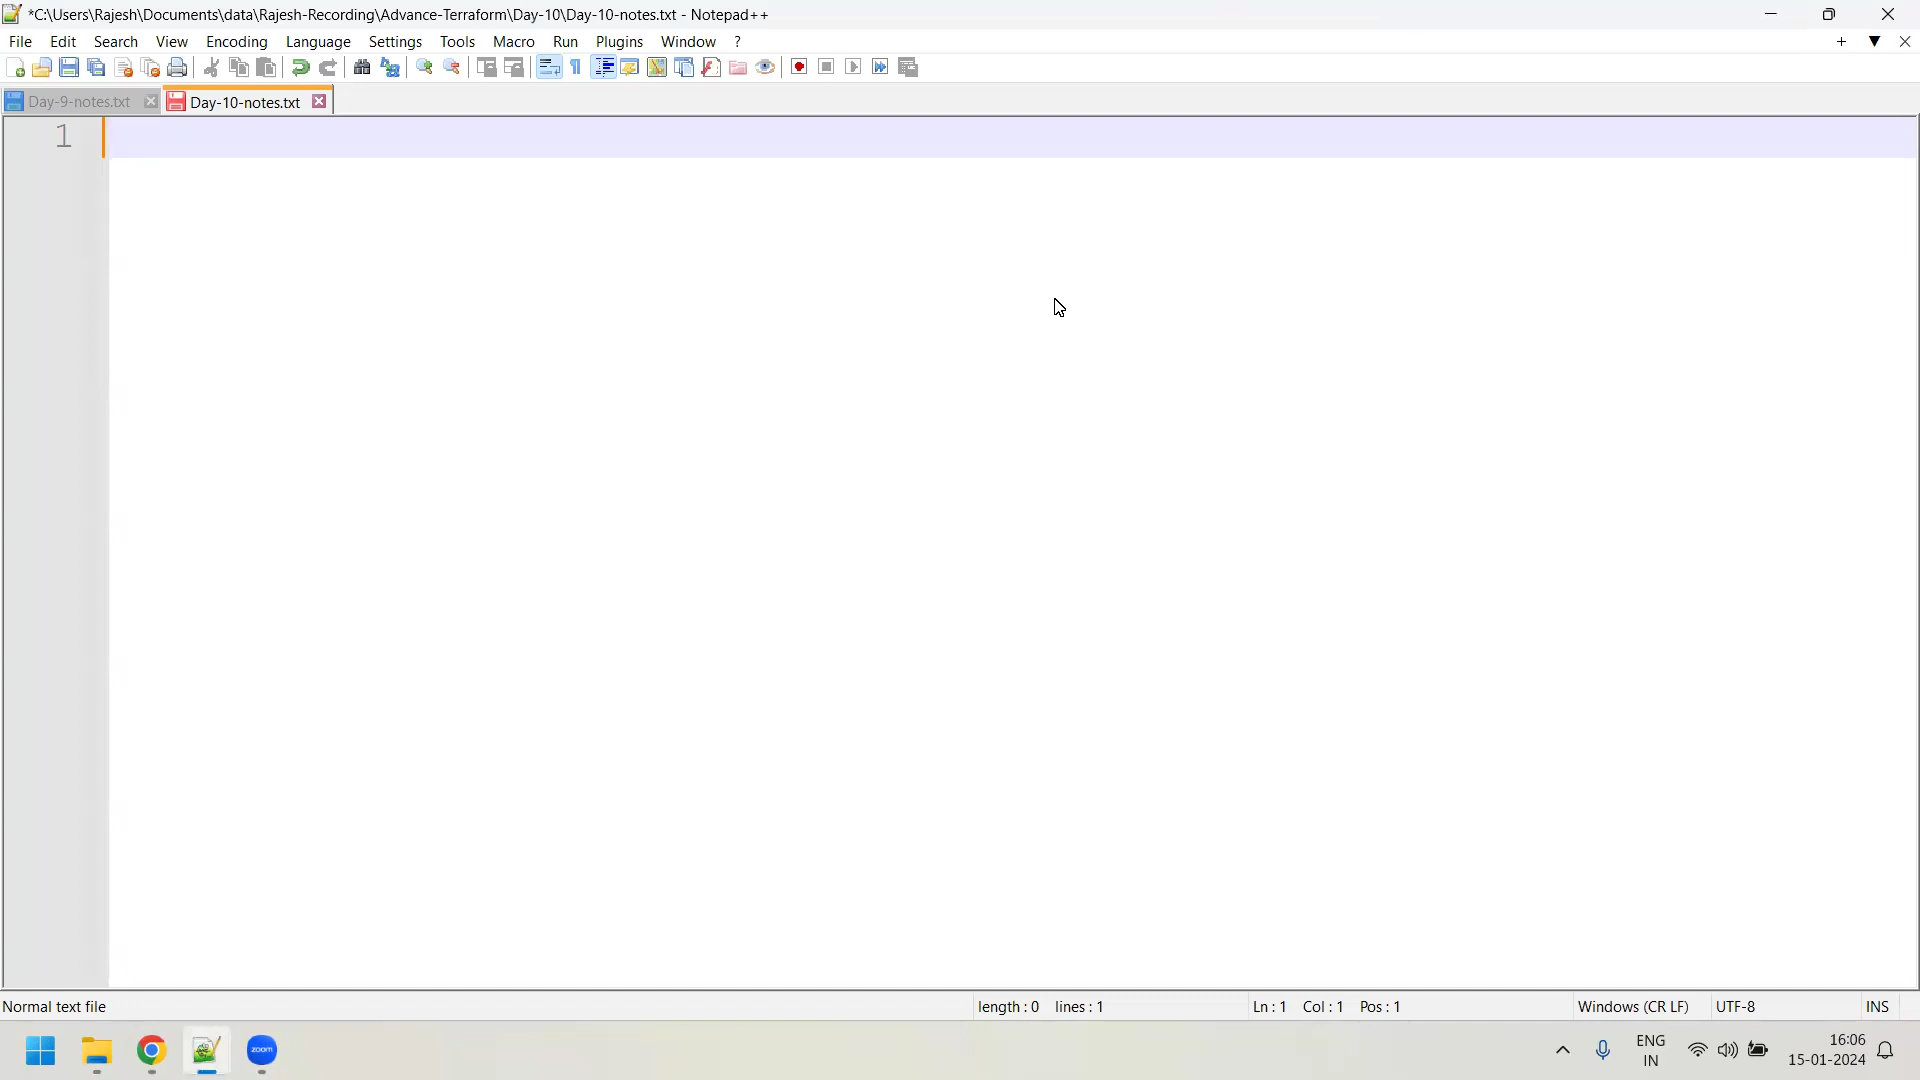 *C:\Users\Rajesh\Documents\data\Rajesh-Recording\Advance-Terraform\Day-10\Day-10-notes.txt - Notepad++
File Edit Search View Encoding Language Settings Tools Macro Run Plugins Window ?
Day-9-notes.txt Day-10-notes.txt
1
Normal text file length : 0 lines : 1 Ln : 1 Col : 1 Pos : 1 Windows (CR LF) UTF-8 INS
zoom
ENG
IN
16:06
15-01-2024